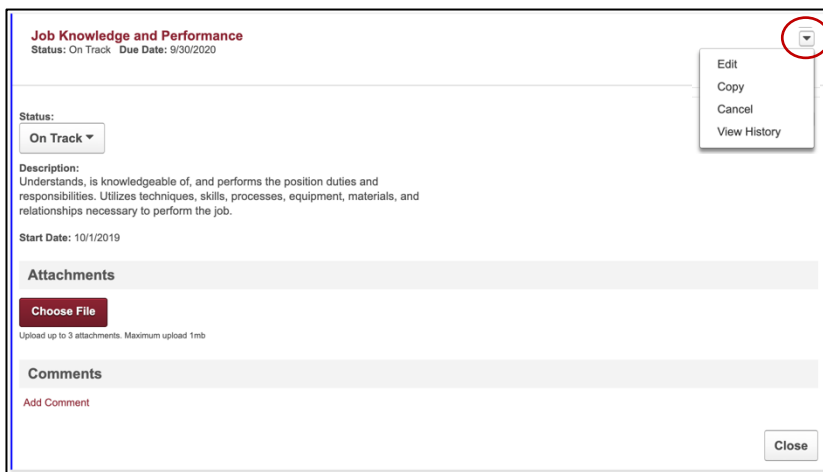 Job Knowledge and Performance
Status: On Track Due Date: 9/30/2020
Edit
Copy
Cancel
View History
Status:
On Track
Description:
Understands, is knowledgeable of, and performs the position duties and
responsibilities. Utilizes techniques, skills, processes, equipment, materials, and
relationships necessary to perform the job.
Start Date: 10/1/2019
Attachments
Choose File
Upload up to 3 attachments. Maximum upload 1mb
Comments
Add Comment
Close